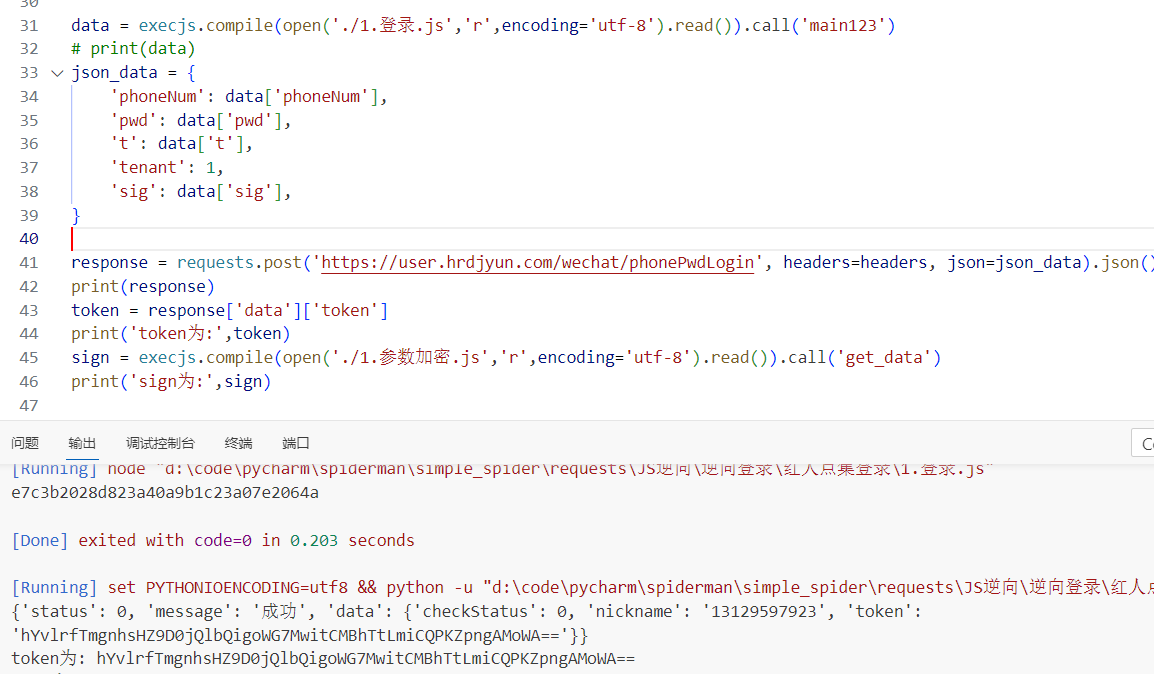 30
31 data = execjs.compile(open('./1.登录.js','r',encoding='utf-8').read()).call('main123')
32 # print(data)
33 json_data = {
34 'phoneNum': data['phoneNum'],
35 'pwd': data['pwd'],
36 't': data['t'],
37 'tenant': 1,
38 'sig': data['sig'],
39 }
40
41 response = requests.post('https://user.hrdjyun.com/wechat/phonePwdLogin', headers=headers, json=json_data).json()
42 print(response)
43 token = response['data']['token']
44 print('token为:',token)
45 sign = execjs.compile(open('./1.参数加密.js','r',encoding='utf-8').read()).call('get_data')
46 print('sign为:',sign)
47
问题 输出 调试控制台 终端 端口
[Running] node "d:\code\pycharm\spiderman\simple_spider\requests\JS逆向\逆向登录\红人点集登录\1.登录.js"
e7c3b2028d823a40a9b1c23a07e2064a
[Done] exited with code=0 in 0.203 seconds
[Running] set PYTHONIOENCODING=utf8 && python -u "d:\code\pycharm\spiderman\simple_spider\requests\JS逆向\逆向登录\红人点
{'status': 0, 'message': '成功', 'data': {'checkStatus': 0, 'nickname': '13129597923', 'token':
'hYvlrfTmgnhsHZ9D0jQlbQigoWG7MwitCMBhTtLmiCQPKZpngAMoWA=='}}
token为: hYvlrfTmgnhsHZ9D0jQlbQigoWG7MwitCMBhTtLmiCQPKZpngAMoWA==